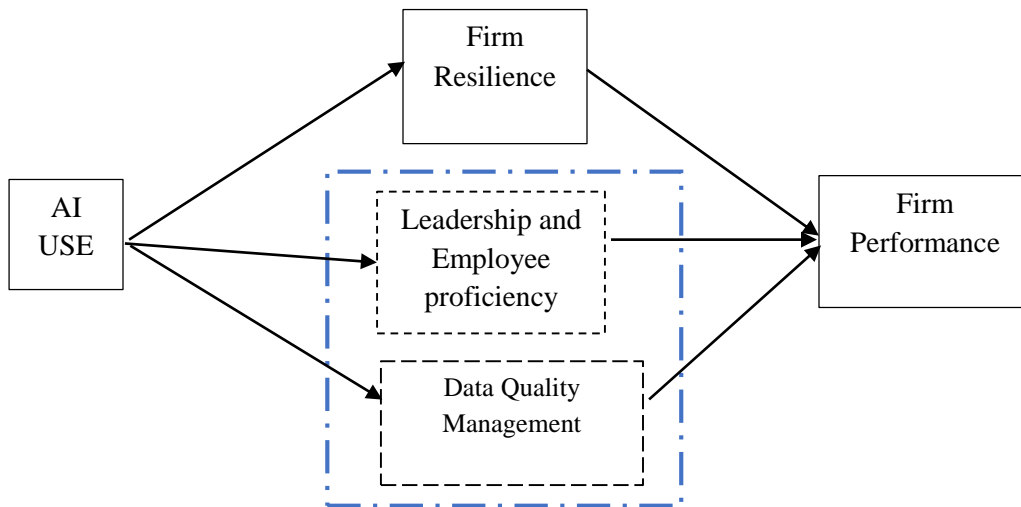 Firm
Resilience
AI
USE
Leadership and
Employee
proficiency
Firm
Performance
Data Quality
Management